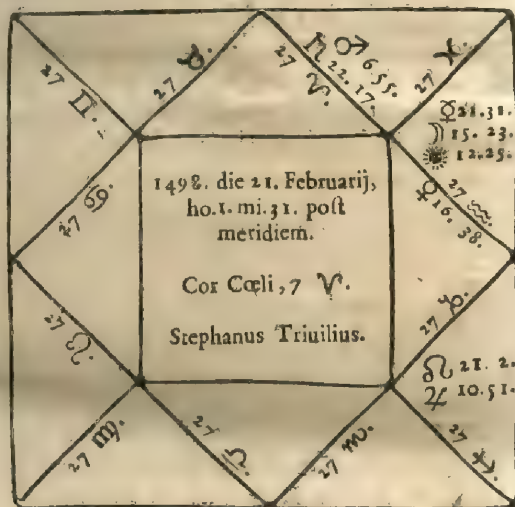 27 ♊.
27 ♉.
27 ♈.
♄ 22. 17.
♂ 6.55.
27 ♓.
☿ 21.31.
☽ 15. 23.
☉ 12.25.
27 ♒.
♀ 16. 38.
1498. die 21. Februarij,
ho.1. mi.31. poſt
meridiem.
Cor Cœli, 7 ♈.
Stephanus Triuilius.
27 ♋.
27 ♌.
27 ♍.
27 ♎.
27 ♏.
27 ♐.
27 ♑.
☊ 21. 2.
♃ 10.51.